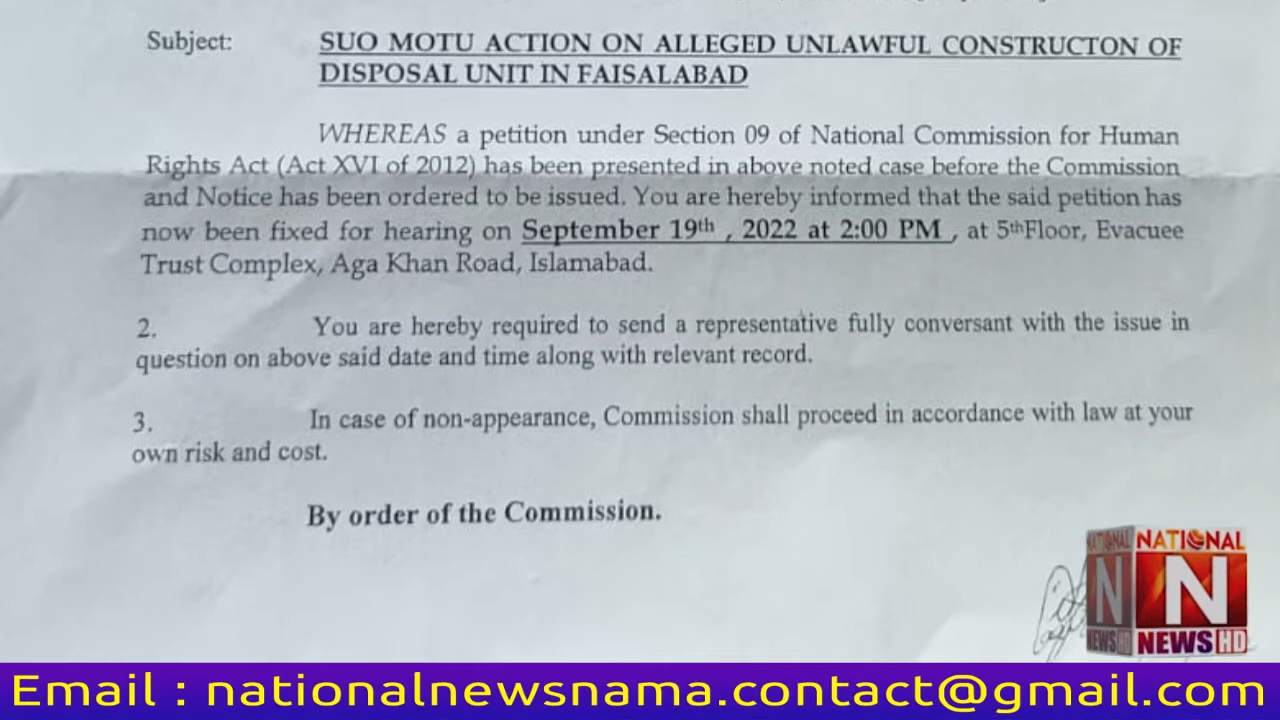 Subject: SUO MOTU ACTION ON ALLEGED UNLAWFUL CONSTRUCTON OF
DISPOSAL UNIT IN FAISALABAD
WHEREAS a petition under Section 09 of National Commission for Human
Rights Act (Act XVI of 2012) has been presented in above noted case before the Commission
and Notice has been ordered to be issued. You are hereby informed that the said petition has
now been fixed for hearing on September 19th , 2022 at 2:00 PM , at 5thFloor, Evacuee
Trust Complex, Aga Khan Road, Islamabad.
2. You are hereby required to send a representative fully conversant with the issue in
question on above said date and time along with relevant record.
3. In case of non-appearance, Commission shall proceed in accordance with law at your
own risk and cost.
By order of the Commission.
NATIONAL NATIONAL
N N
NEWS HD NEWS HD
Email : nationalnewsnama.contact@gmail.com